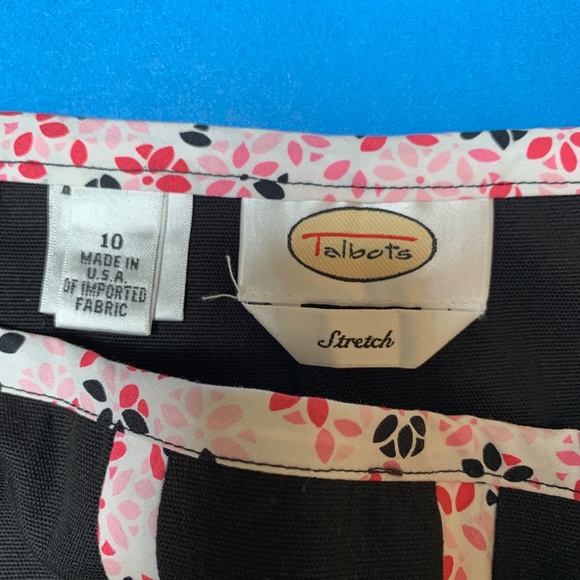 10
MADE IN
U.S.A.
OF IMPORTED
FABRIC
Talbots
Stretch